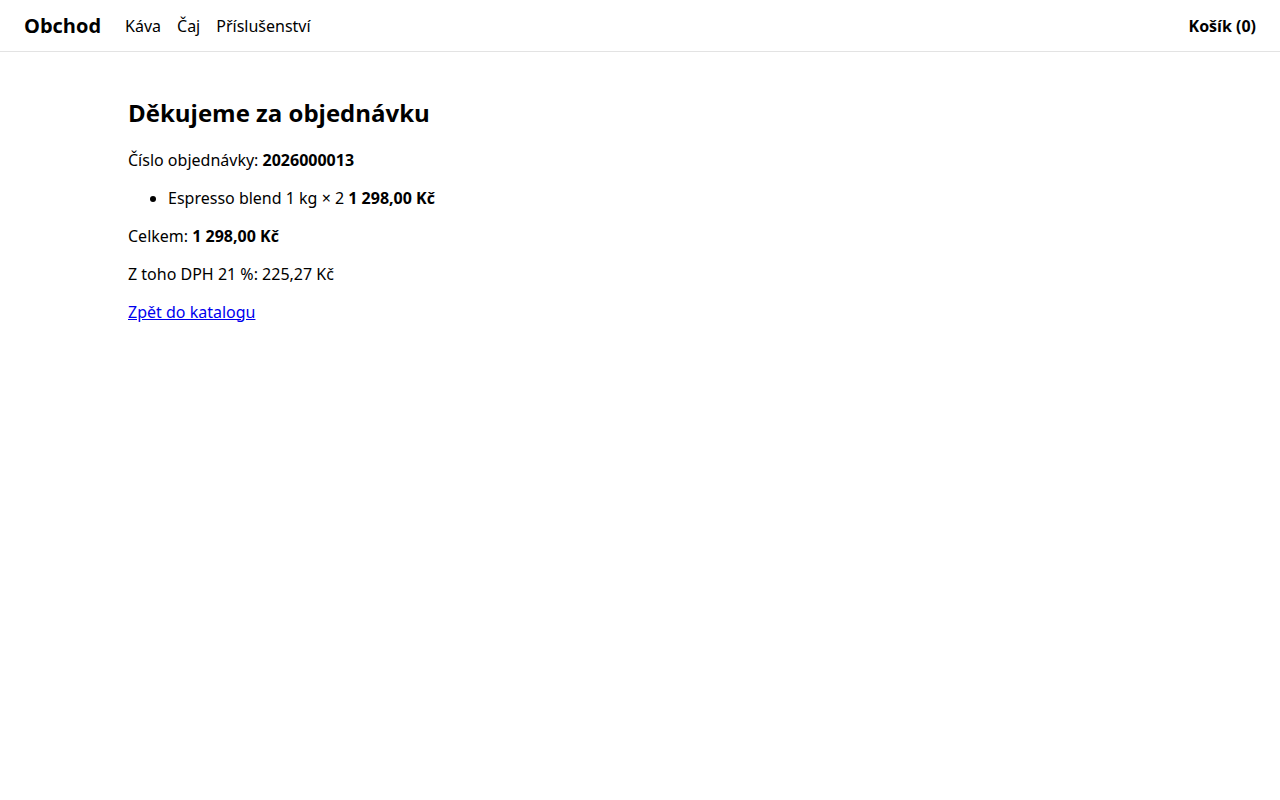 Obchod Káva Čaj Příslušenství Košík (0)
Děkujeme za objednávku
Číslo objednávky: 2026000013
• Espresso blend 1 kg × 2 1 298,00 Kč
Celkem: 1 298,00 Kč
Z toho DPH 21 %: 225,27 Kč
Zpět do katalogu